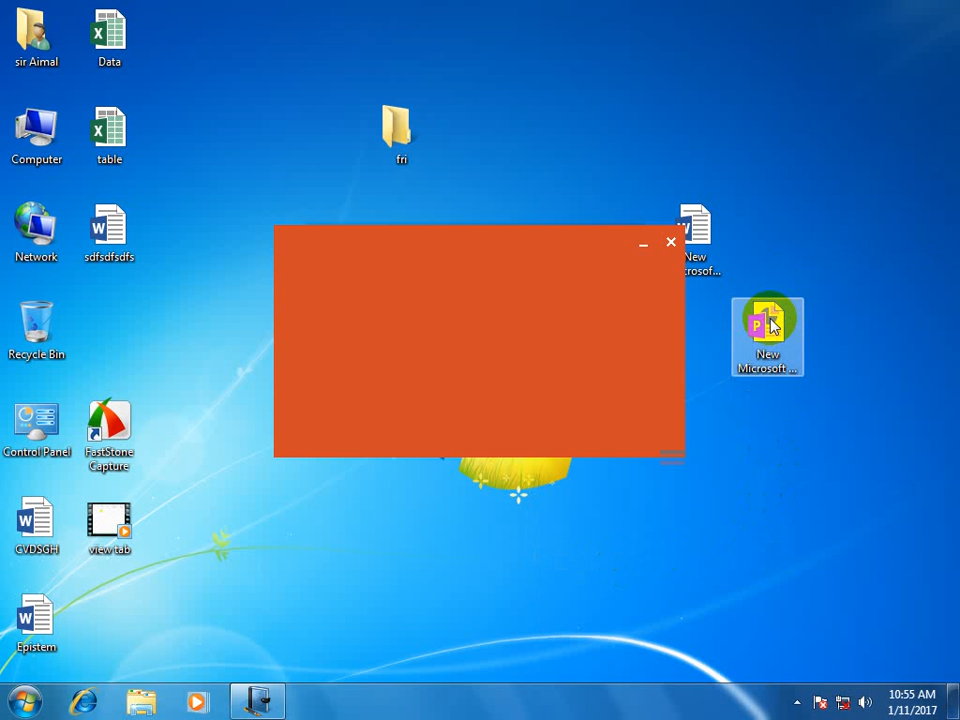 sir Aimal
Data
Computer
table
fri
Network
sdfsdfsdfs
New
crosof...
Recycle Bin
New
Microsoft ...
Control Panel
FastStone
Capture
CVDSGH
view tab
Epistem
10:55 AM
1/11/2017